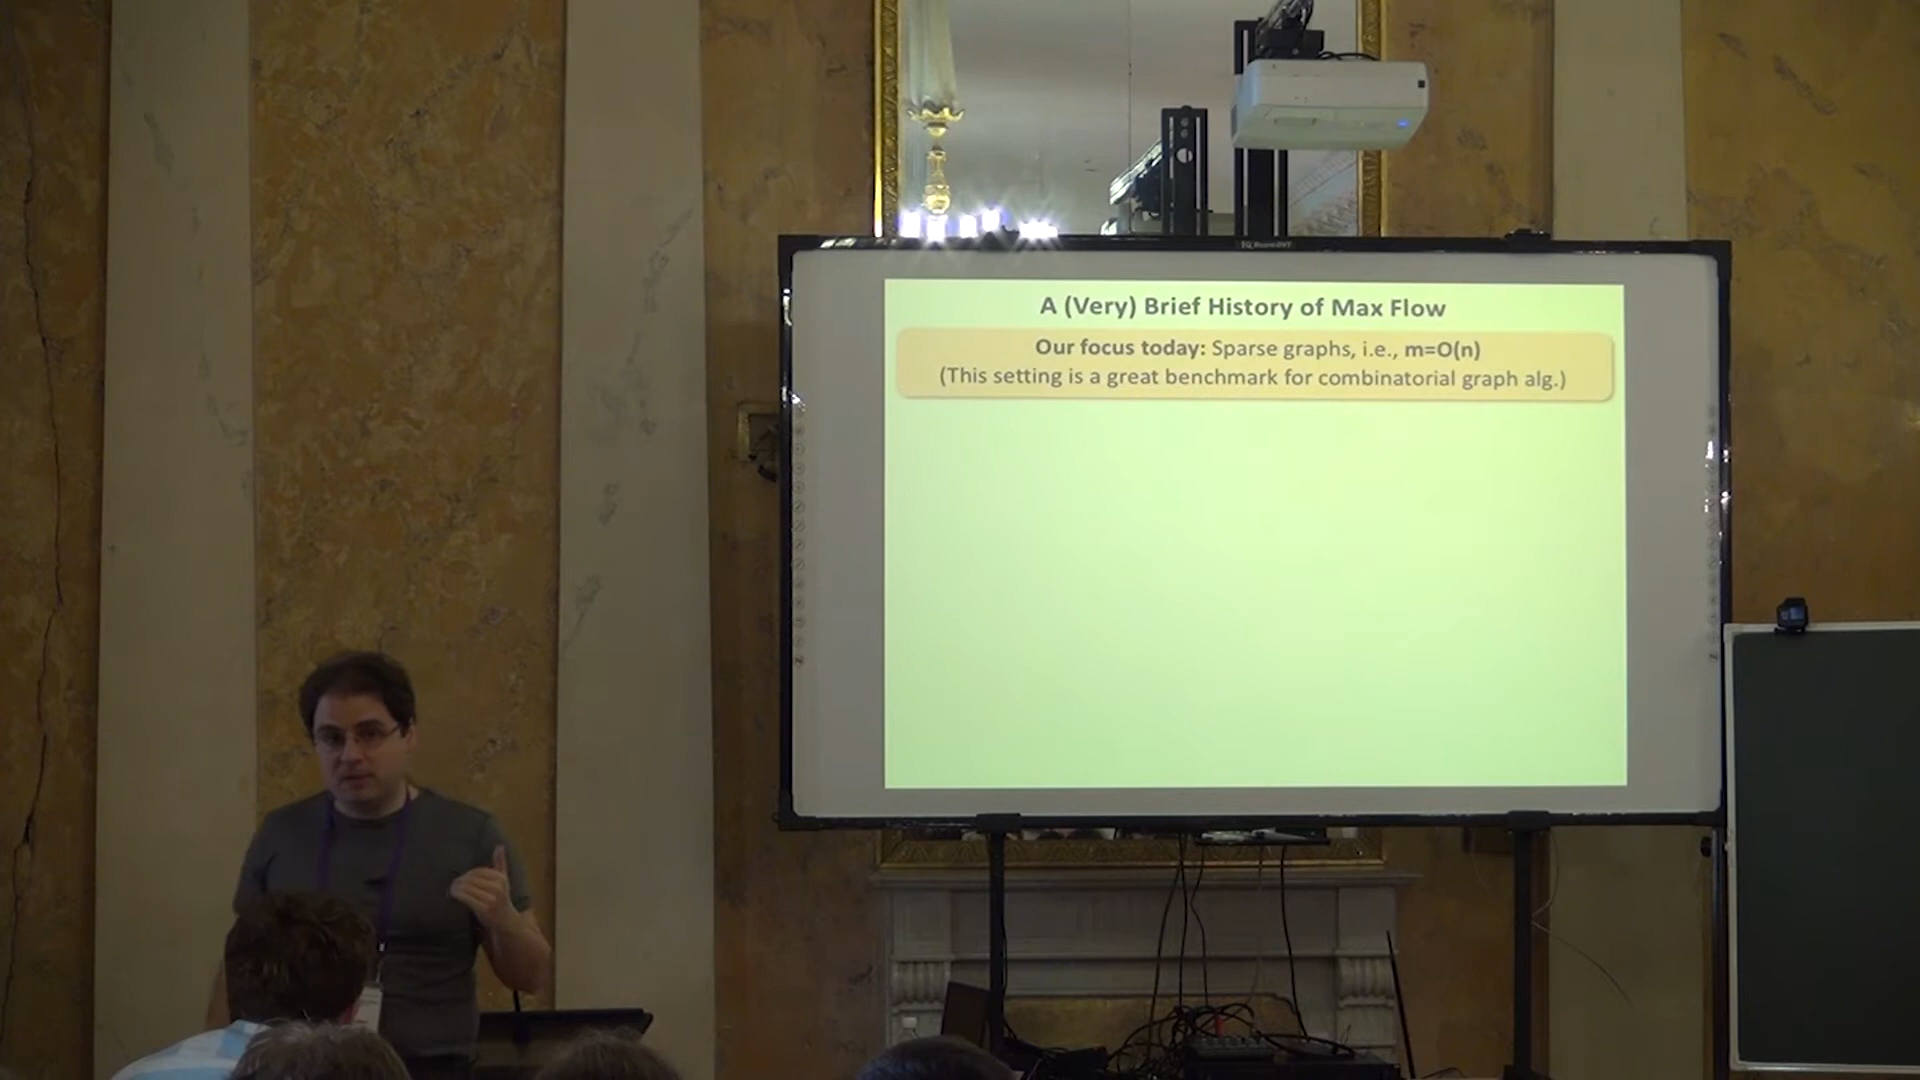 A (Very) Brief History of Max Flow
Our focus today: Sparse graphs, i.e., m=O(n)
(This setting is a great benchmark for combinatorial graph alg.)